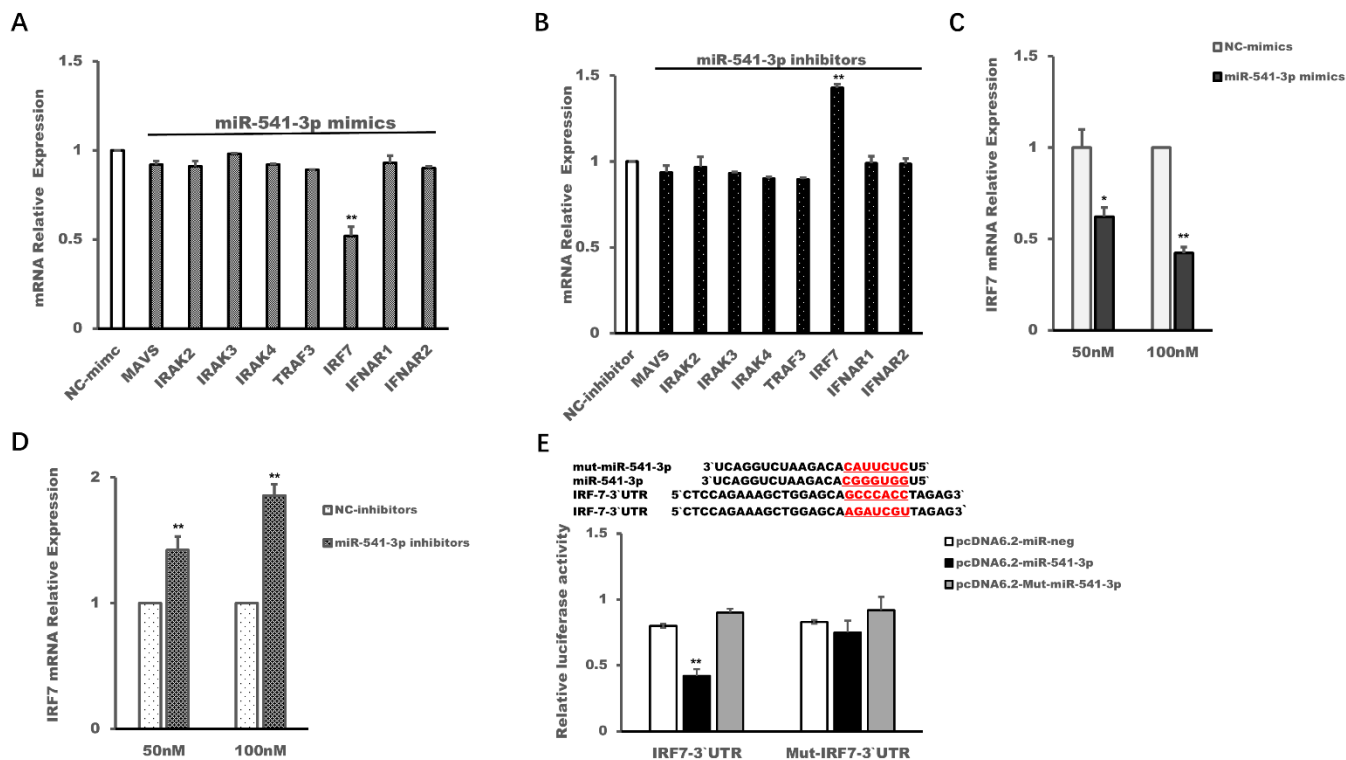 A
mRNA Relative Expression
1.5
1
0.5
0
miR-541-3p mimics
**
NC-mimc
MAVS
IRAK2
IRAK3
IRAK4
TRAF3
IRF7
IFNAR1
IFNAR2
B
mRNA Relative Expression
1.5
1
0.5
0
miR-541-3p inhibitors
**
NC-inhibitor
MAVS
IRAK2
IRAK3
IRAK4
TRAF3
IRF7
IFNAR1
IFNAR2
C
IRF7 mRNA Relative Expression
1.5
1
0.5
0
*
**
50nM
100nM
NC-mimics
miR-541-3p mimics
D
IRF7 mRNA Relative Expression
2
1
0
**
**
50nM
100nM
NC-inhibitors
miR-541-3p inhibitors
E
mut-miR-541-3p 3`UCAGGUCUAAGACACAUUCUCU5`
miR-541-3p 3`UCAGGUCUAAGACACGGGUGGU5`
IRF-7-3`UTR 5`CTCCAGAAAGCTGGAGCAGCCCACCTAGAG3`
IRF-7-3`UTR 5`CTCCAGAAAGCTGGAGCAAGAUCGUTAGAG3`
Relative luciferase activity
1
0.5
0
**
IRF7-3`UTR
Mut-IRF7-3`UTR
pcDNA6.2-miR-neg
pcDNA6.2-miR-541-3p
pcDNA6.2-Mut-miR-541-3p